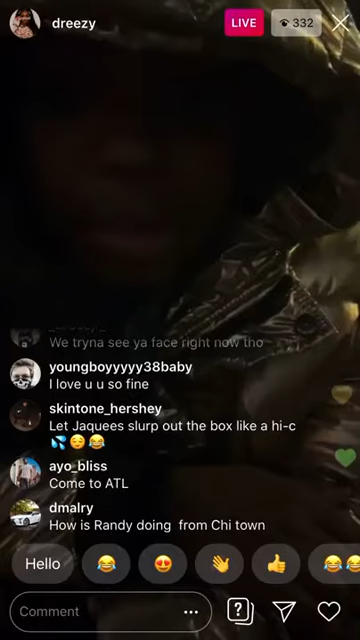 dreezy
LIVE
332
We tryna see ya face right now tho
youngboyyyyy38baby
I love u u so fine
skintone_hershey
Let Jaquees slurp out the box like a hi-c
💦😌😂
ayo_bliss
Come to ATL
dmalry
How is Randy doing  from Chi town
Hello 😂 😍 👋 👍 😂😂
Comment ...
?